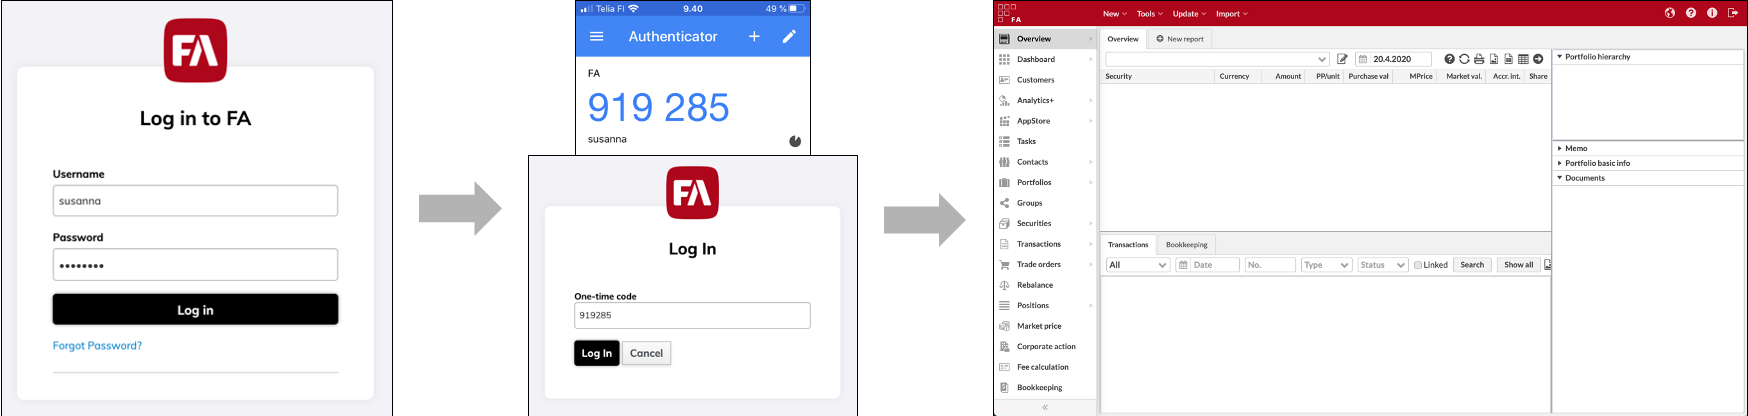 FA
Log in to FA
Username
susanna
Password
••••••••
Log in
Forgot Password?
Telia FI
9.40
49 %
Authenticator
FA
919 285
susanna
FA
Log In
One-time code
919285
Log In Cancel
FA
New Tools Update Import
Overview
Dashboard
Customers
Analytics+
AppStore
Tasks
Contacts
Portfolios
Groups
Securities
Transactions
Trade orders
Rebalance
Positions
Market price
Corporate action
Fee calculation
Bookkeeping
Overview New report
20.4.2020
Security Currency Amount PP/unit Purchase val MPrice Market val. Accr. int. Share
Portfolio hierarchy
Memo
Portfolio basic info
Documents
Transactions Bookkeeping
All Date No. Type Status Linked Search Show all